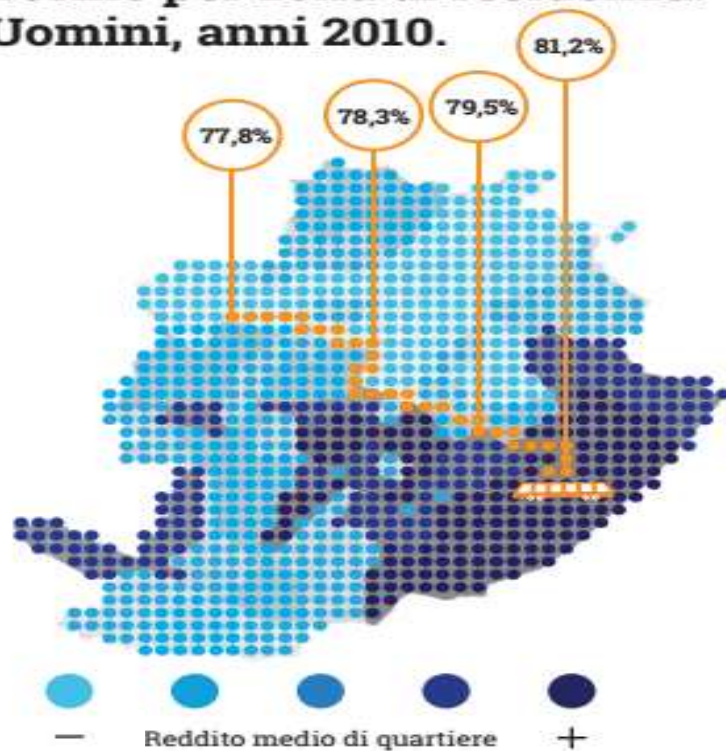 Uomini, anni 2010.
81,2%
79,5%
78,3%
77,8%
— Reddito medio di quartiere +